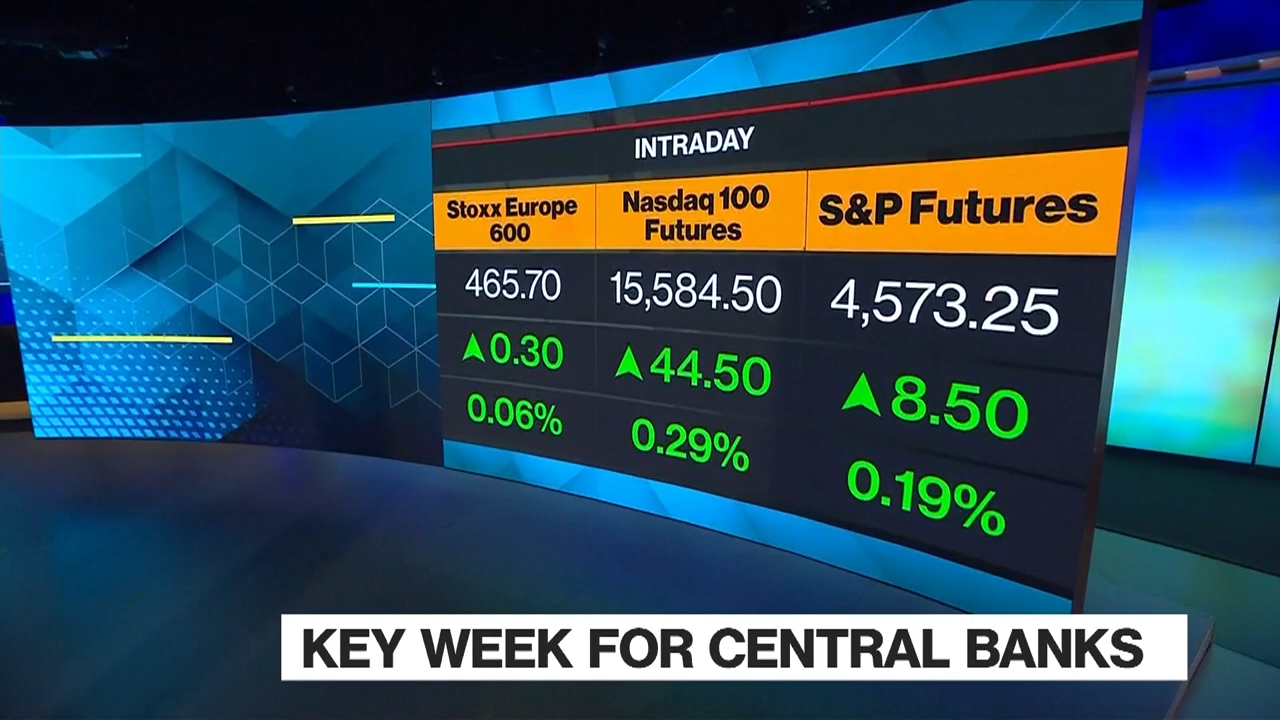 INTRADAY
Stoxx Europe
600
Nasdaq 100
Futures
S&P Futures
465.70
15,584.50
4,573.25
▲0.30
▲44.50
▲8.50
0.06%
0.29%
0.19%
KEY WEEK FOR CENTRAL BANKS